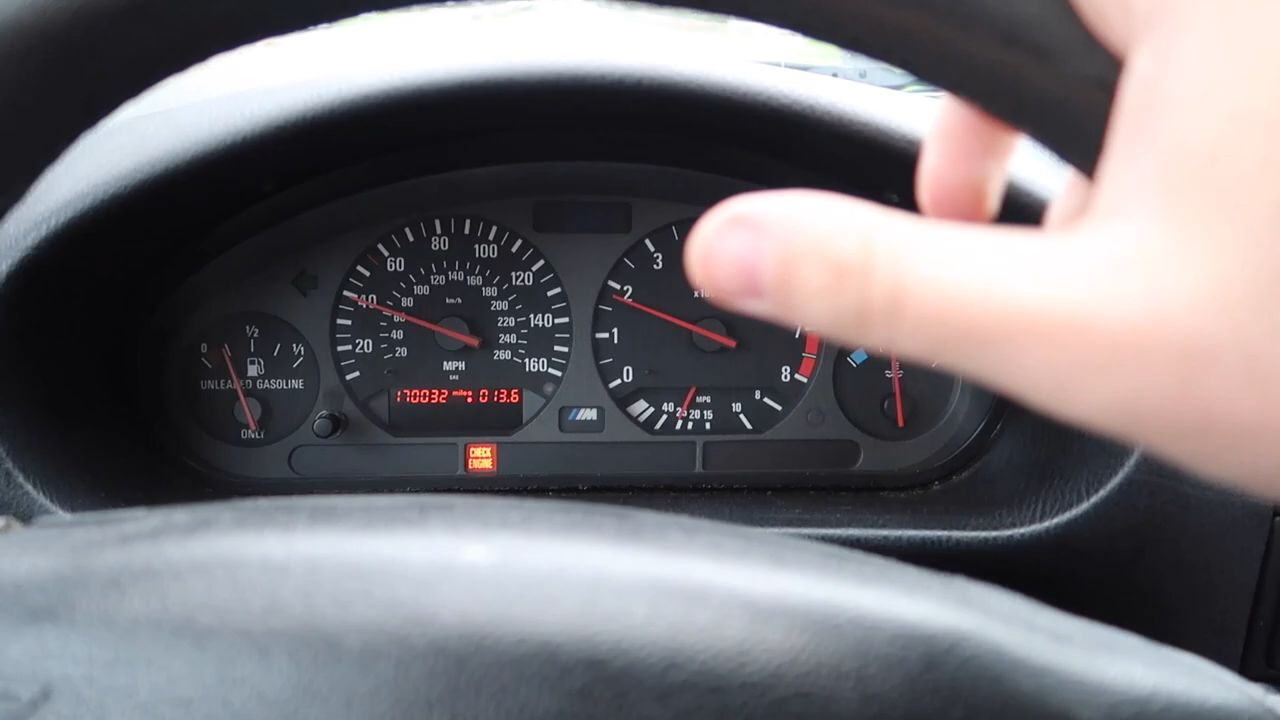 0 1/2 1/1
UNLEADED GASOLINE
ONLY
20 40 60 80 100 120 140 160
20 40 60 80 100 120 140 160 180 200 220 240 260
km/h
MPH
SAE
170032 miles 013.6
M
0 1 2 3
7 8
40 20 15 10 8
MPG
CHECK
ENGINE